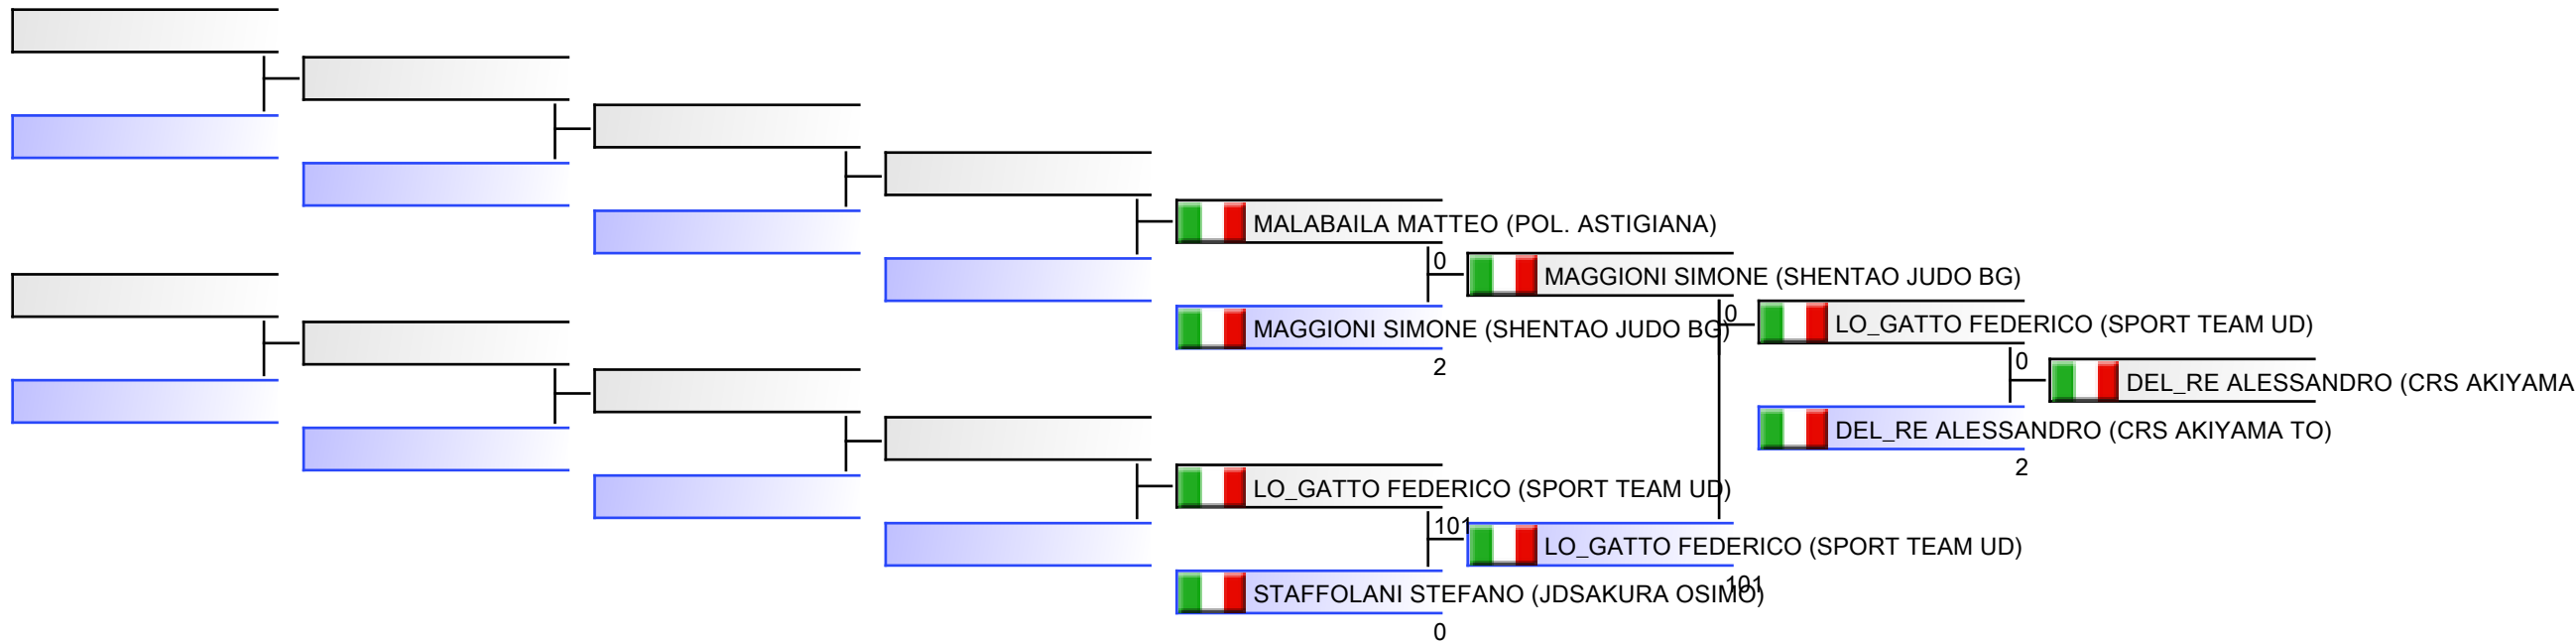 MALABAILA MATTEO (POL. ASTIGIANA)
0
MAGGIONI SIMONE (SHENTAO JUDO BG)
MAGGIONI SIMONE (SHENTAO JUDO BG)
2
0
LO_GATTO FEDERICO (SPORT TEAM UD)
0
DEL_RE ALESSANDRO (CRS AKIYAMA
DEL_RE ALESSANDRO (CRS AKIYAMA TO)
2
LO_GATTO FEDERICO (SPORT TEAM UD)
101
LO_GATTO FEDERICO (SPORT TEAM UD)
101
STAFFOLANI STEFANO (JDSAKURA OSIMO)
0